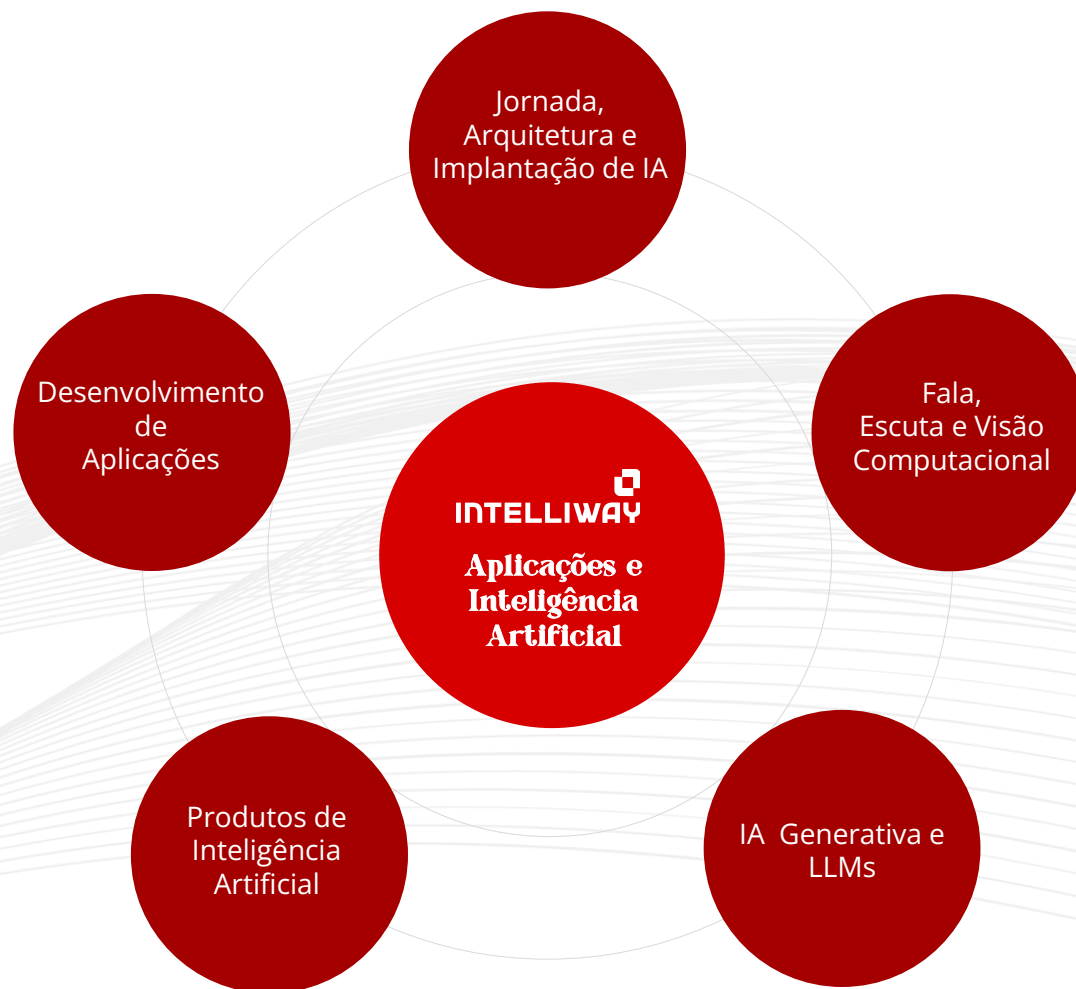 Jornada,
Arquitetura e
Implantação de IA
Desenvolvimento
de
Aplicações
Fala,
Escuta e Visão
Computacional
INTELLIWAY
Aplicações e
Inteligência
Artificial
Produtos de
Inteligência
Artificial
IA  Generativa e
LLMs